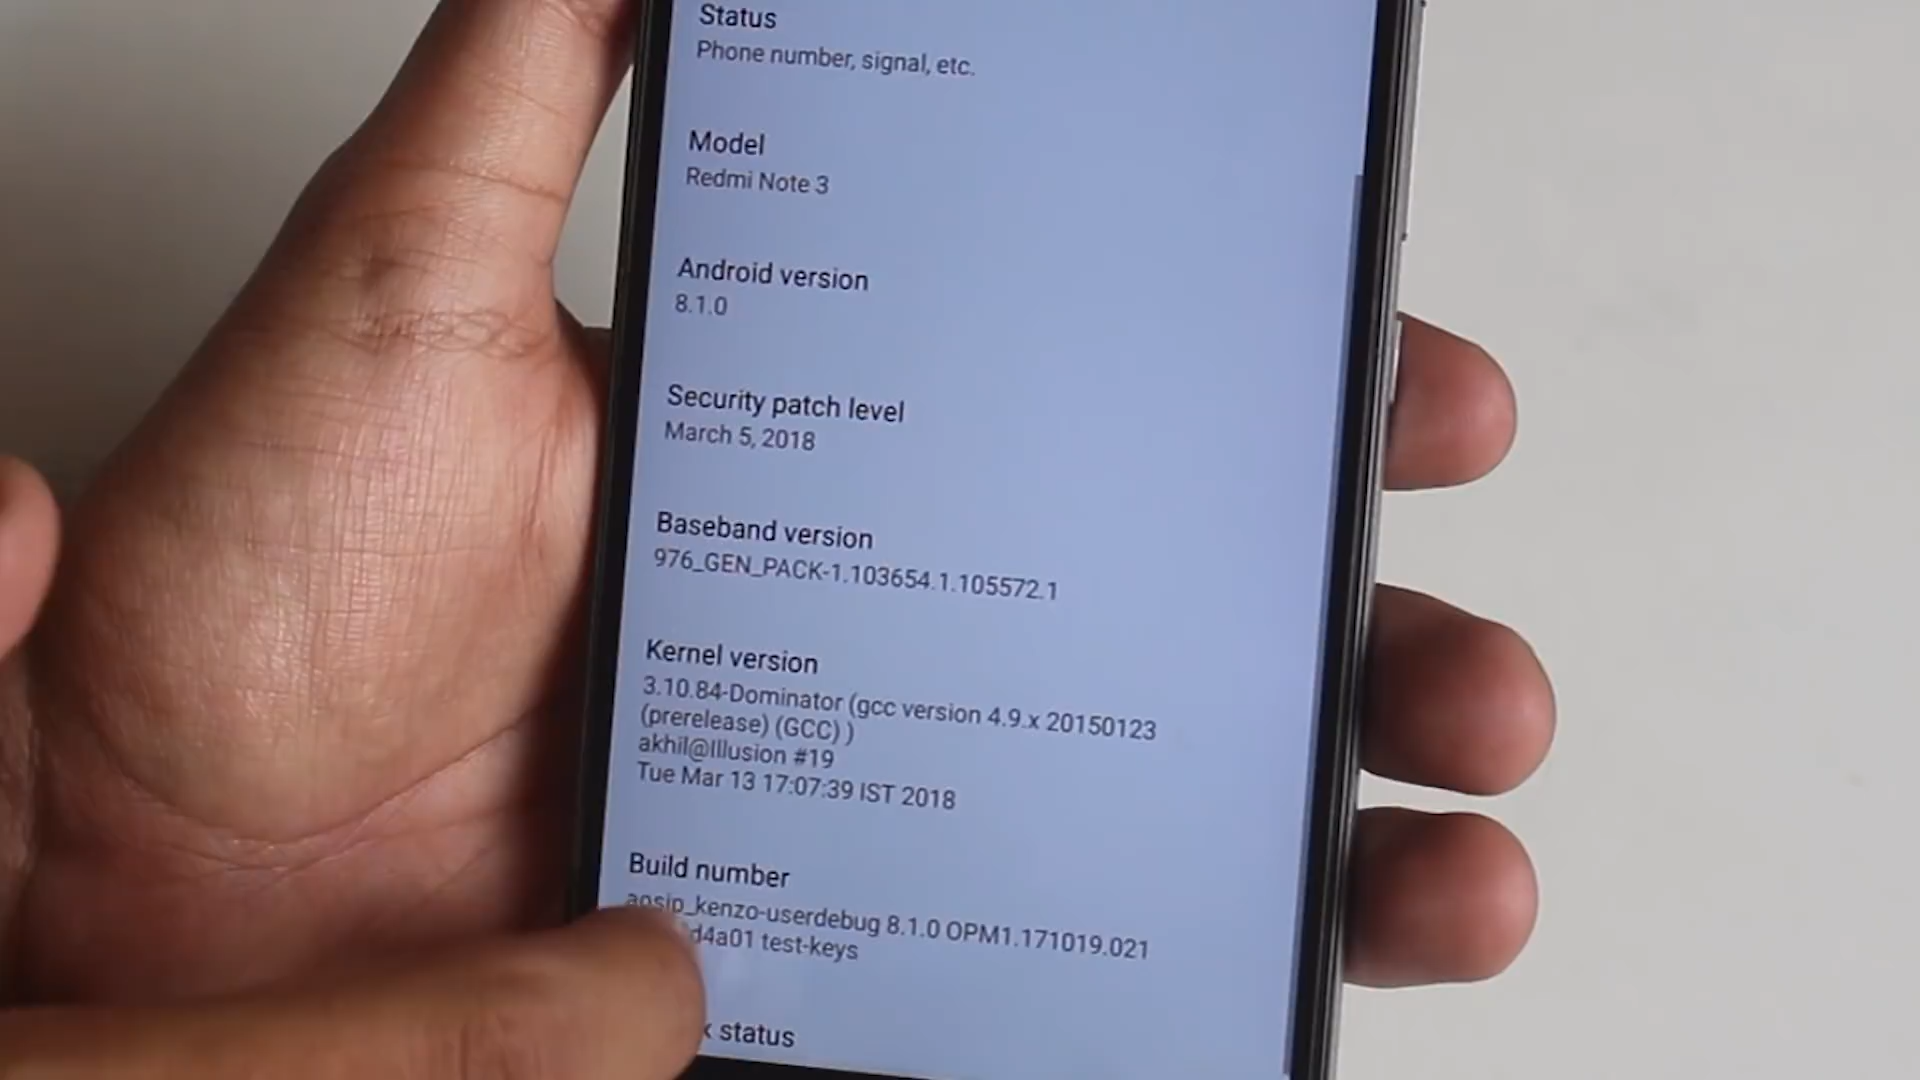 Status
Phone number, signal, etc.
Model
Redmi Note 3
Android version
8.1.0
Security patch level
March 5, 2018
Baseband version
976_GEN_PACK-1.103654.1.105572.1
Kernel version
3.10.84-Dominator (gcc version 4.9.x 20150123
(prerelease) (GCC) )
akhil@Illusion #19
Tue Mar 13 17:07:39 IST 2018
Build number
aosip_kenzo-userdebug 8.1.0 OPM1.171019.021
test-keys
status